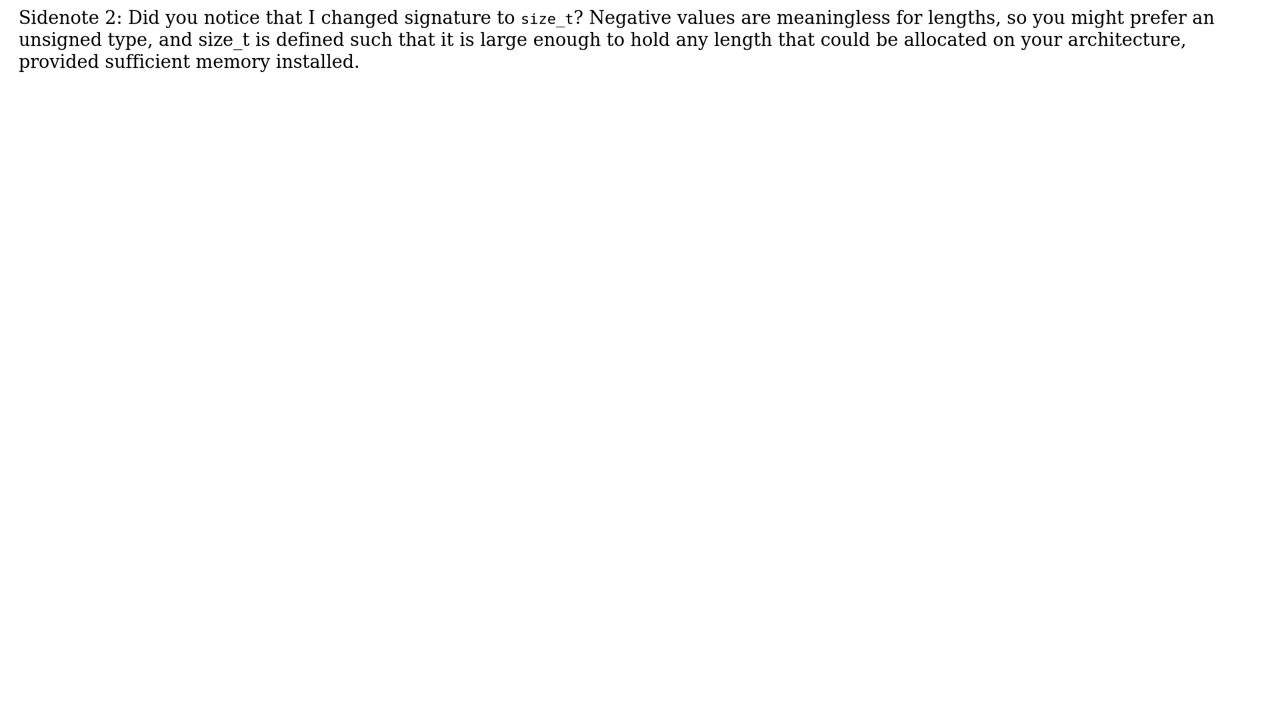 Sidenote 2: Did you notice that I changed signature to size_t? Negative values are meaningless for lengths, so you might prefer an
unsigned type, and size_t is defined such that it is large enough to hold any length that could be allocated on your architecture,
provided sufficient memory installed.